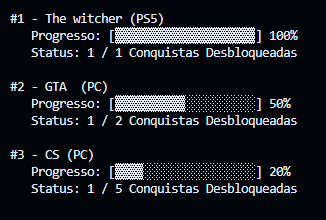 #1 - The witcher (PS5)
Progresso: [▓▓▓▓▓▓▓▓▓▓▓▓▓▓▓▓▓▓▓▓] 100%
Status: 1 / 1 Conquistas Desbloqueadas
#2 - GTA  (PC)
Progresso: [▓▓▓▓▓▓▓▓▓▓░░░░░░░░░░] 50%
Status: 1 / 2 Conquistas Desbloqueadas
#3 - CS (PC)
Progresso: [▓▓▓▓░░░░░░░░░░░░░░░░] 20%
Status: 1 / 5 Conquistas Desbloqueadas